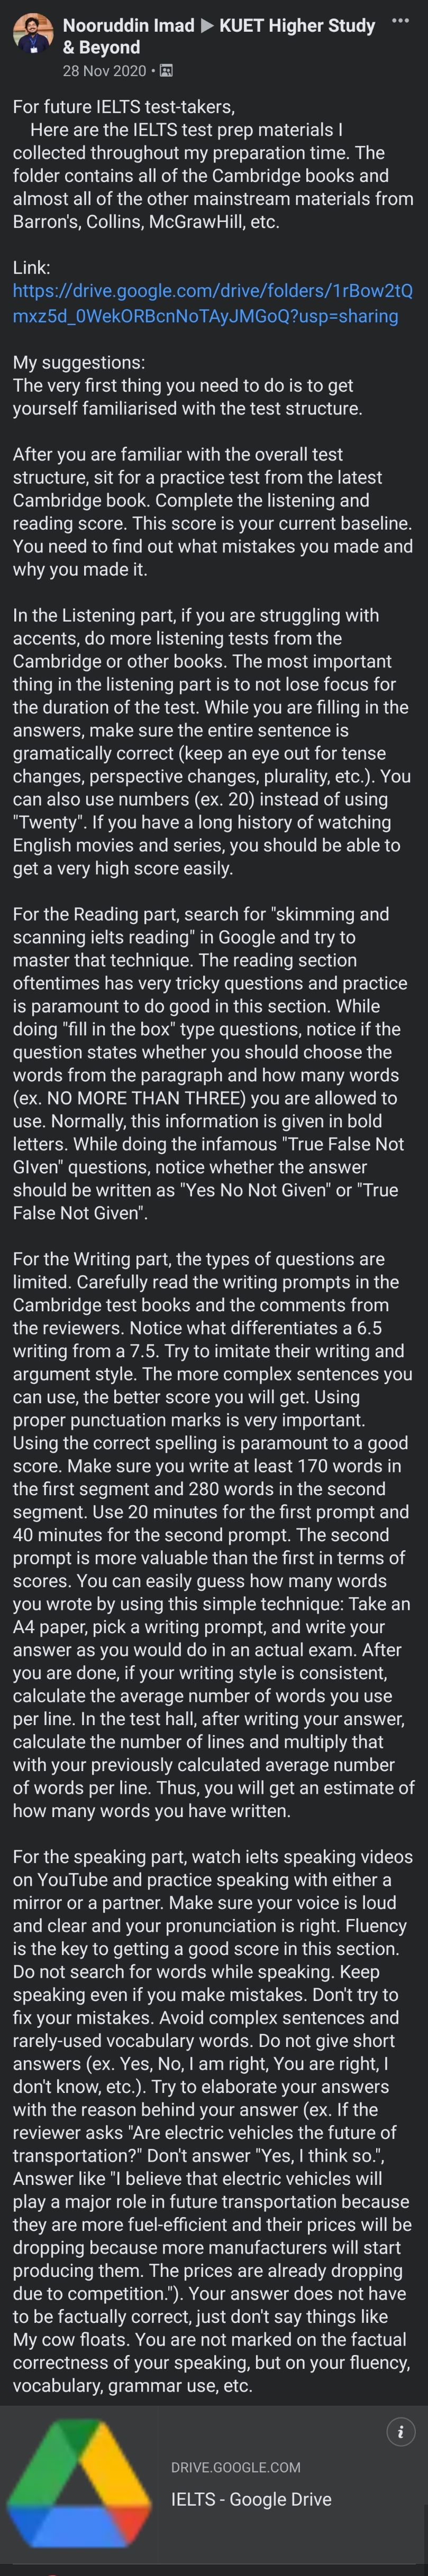 Nooruddin Imad ▶ KUET Higher Study
& Beyond
28 Nov 2020 •
For future IELTS test-takers,
Here are the IELTS test prep materials I
collected throughout my preparation time. The
folder contains all of the Cambridge books and
almost all of the other mainstream materials from
Barron's, Collins, McGrawHill, etc.
Link:
https://drive.google.com/drive/folders/1rBow2tQ
mxz5d_0WekORBcnNoTAyJMGoQ?usp=sharing
My suggestions:
The very first thing you need to do is to get
yourself familiarised with the test structure.
After you are familiar with the overall test
structure, sit for a practice test from the latest
Cambridge book. Complete the listening and
reading score. This score is your current baseline.
You need to find out what mistakes you made and
why you made it.
In the Listening part, if you are struggling with
accents, do more listening tests from the
Cambridge or other books. The most important
thing in the listening part is to not lose focus for
the duration of the test. While you are filling in the
answers, make sure the entire sentence is
gramatically correct (keep an eye out for tense
changes, perspective changes, plurality, etc.). You
can also use numbers (ex. 20) instead of using
"Twenty". If you have a long history of watching
English movies and series, you should be able to
get a very high score easily.
For the Reading part, search for "skimming and
scanning ielts reading" in Google and try to
master that technique. The reading section
oftentimes has very tricky questions and practice
is paramount to do good in this section. While
doing "fill in the box" type questions, notice if the
question states whether you should choose the
words from the paragraph and how many words
(ex. NO MORE THAN THREE) you are allowed to
use. Normally, this information is given in bold
letters. While doing the infamous "True False Not
GIven" questions, notice whether the answer
should be written as "Yes No Not Given" or "True
False Not Given".
For the Writing part, the types of questions are
limited. Carefully read the writing prompts in the
Cambridge test books and the comments from
the reviewers. Notice what differentiates a 6.5
writing from a 7.5. Try to imitate their writing and
argument style. The more complex sentences you
can use, the better score you will get. Using
proper punctuation marks is very important.
Using the correct spelling is paramount to a good
score. Make sure you write at least 170 words in
the first segment and 280 words in the second
segment. Use 20 minutes for the first prompt and
40 minutes for the second prompt. The second
prompt is more valuable than the first in terms of
scores. You can easily guess how many words
you wrote by using this simple technique: Take an
A4 paper, pick a writing prompt, and write your
answer as you would do in an actual exam. After
you are done, if your writing style is consistent,
calculate the average number of words you use
per line. In the test hall, after writing your answer,
calculate the number of lines and multiply that
with your previously calculated average number
of words per line. Thus, you will get an estimate of
how many words you have written.
For the speaking part, watch ielts speaking videos
on YouTube and practice speaking with either a
mirror or a partner. Make sure your voice is loud
and clear and your pronunciation is right. Fluency
is the key to getting a good score in this section.
Do not search for words while speaking. Keep
speaking even if you make mistakes. Don't try to
fix your mistakes. Avoid complex sentences and
rarely-used vocabulary words. Do not give short
answers (ex. Yes, No, I am right, You are right, I
don't know, etc.). Try to elaborate your answers
with the reason behind your answer (ex. If the
reviewer asks "Are electric vehicles the future of
transportation?" Don't answer "Yes, I think so.",
Answer like "I believe that electric vehicles will
play a major role in future transportation because
they are more fuel-efficient and their prices will be
dropping because more manufacturers will start
producing them. The prices are already dropping
due to competition."). Your answer does not have
to be factually correct, just don't say things like
My cow floats. You are not marked on the factual
correctness of your speaking, but on your fluency,
vocabulary, grammar use, etc.
DRIVE.GOOGLE.COM
IELTS - Google Drive